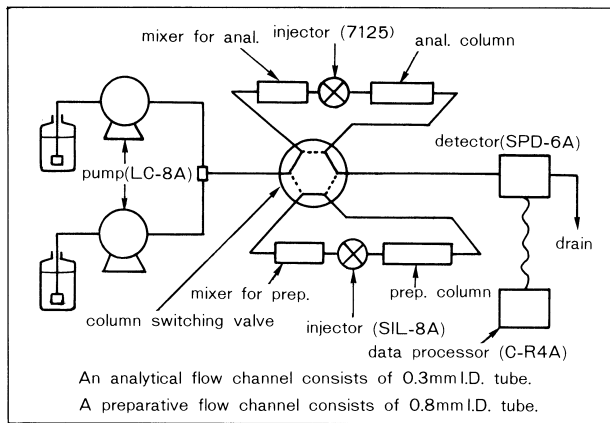 mixer for anal.
injector (7125)
anal. column
detector(SPD-6A)
pump(LC-8A)
drain
mixer for prep.
prep. column
column switching valve
injector (SIL-8A)
data processor (C-R4A)
An analytical flow channel consists of 0.3mm I.D. tube.
A preparative flow channel consists of 0.8mm I.D. tube.